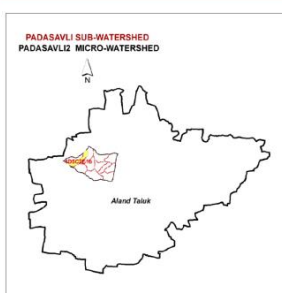 PADASAVLI SUB-WATERSHED
PADASAVLI2 MICRO-WATERSHED
N
Aland Taluk